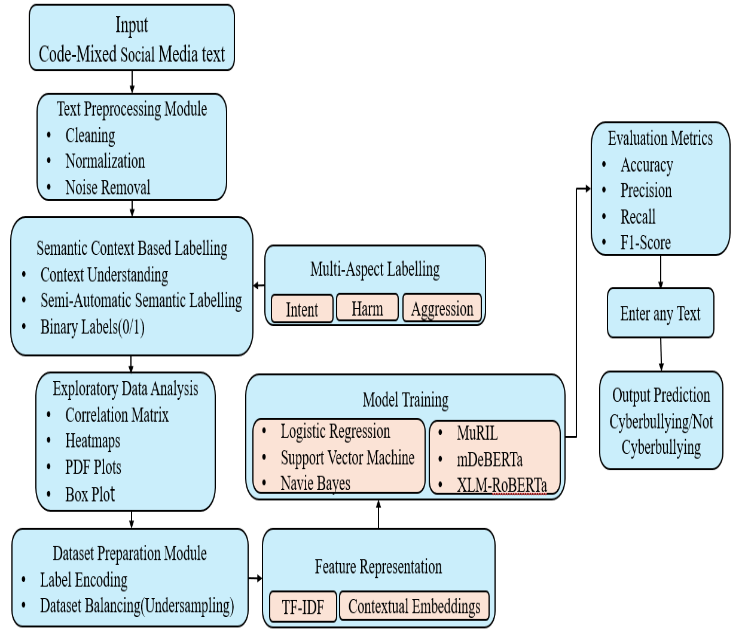 Input
Code-Mixed Social Media text
Text Preprocessing Module
• Cleaning
• Normalization
• Noise Removal
Semantic Context Based Labelling
• Context Understanding
• Semi-Automatic Semantic Labelling
• Binary Labels(0/1)
Multi-Aspect Labelling
Intent
Harm
Aggression
Exploratory Data Analysis
• Correlation Matrix
• Heatmaps
• PDF Plots
• Box Plot
Dataset Preparation Module
• Label Encoding
• Dataset Balancing(Undersampling)
Feature Representation
TF-IDF
Contextual Embeddings
Model Training
• Logistic Regression
• Support Vector Machine
• Navie Bayes
• MuRIL
• mDeBERTa
• XLM-RoBERTa
Evaluation Metrics
• Accuracy
• Precision
• Recall
• F1-Score
Enter any Text
Output Prediction
Cyberbullying/Not
Cyberbullying